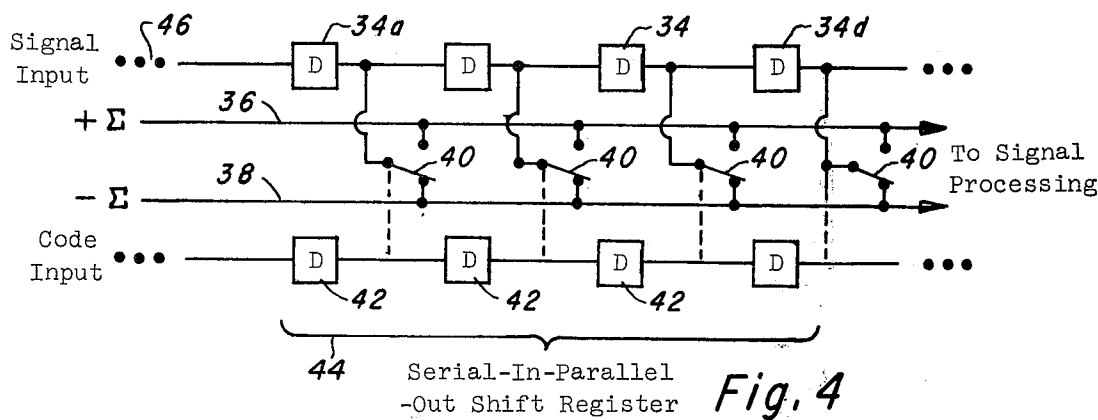 46
34a
34
34d
Signal
Input
D D D D
36
+ Σ
40 40 40 40
To Signal
Processing
38
- Σ
Code
Input
D D D D
42 42 42
44
Serial-In-Parallel
-Out Shift Register
Fig. 4